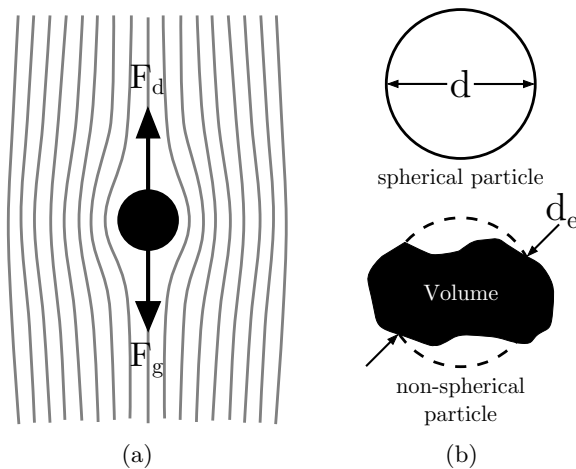 F_d
F_g
(a)
d
spherical particle
d_e
Volume
non-spherical
particle
(b)